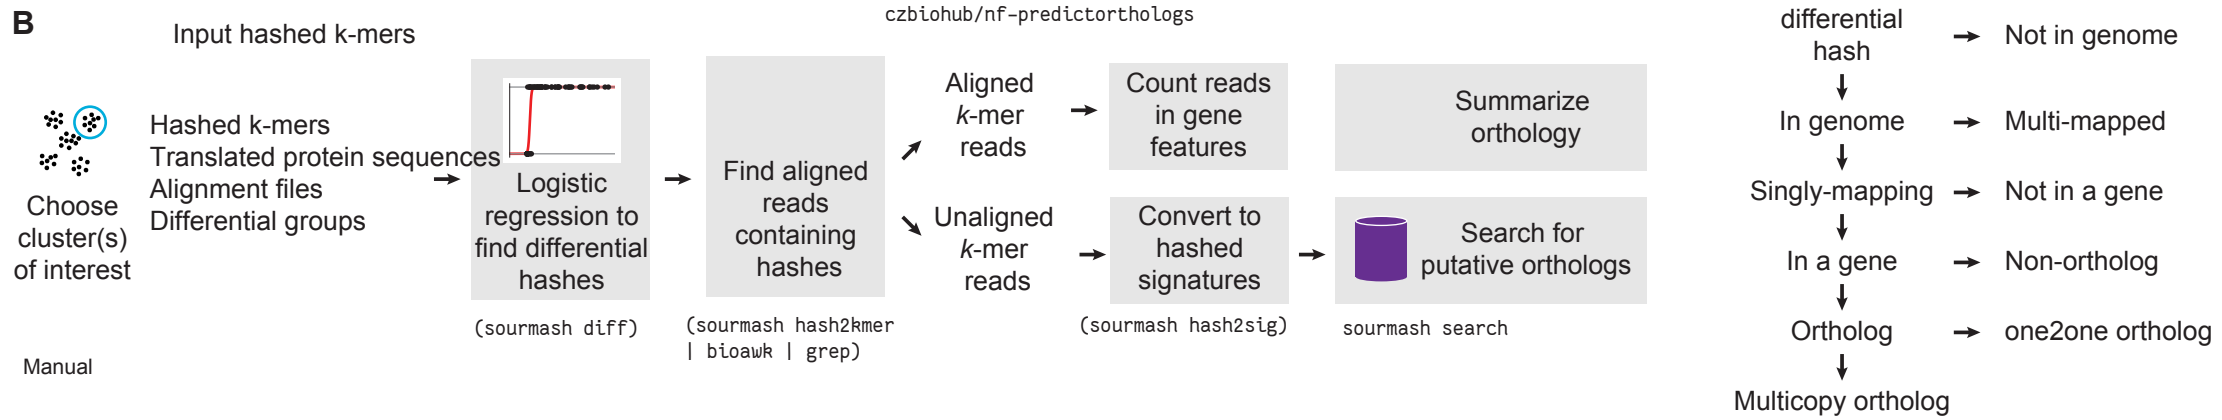 B
Input hashed k-mers
czbiohub/nf-predictorthologs
Choose
cluster(s)
of interest
Hashed k-mers
Translated protein sequences
Alignment files
Differential groups
Logistic
regression to
find differential
hashes
(sourmash diff)
Find aligned
reads
containing
hashes
(sourmash hash2kmer
| bioawk | grep)
Aligned
k-mer
reads
Count reads
in gene
features
Summarize
orthology
Unaligned
k-mer
reads
Convert to
hashed
signatures
(sourmash hash2sig)
Search for
putative orthologs
sourmash search
Manual
differential
hash
Not in genome
In genome
Multi-mapped
Singly-mapping
Not in a gene
In a gene
Non-ortholog
Ortholog
one2one ortholog
Multicopy ortholog